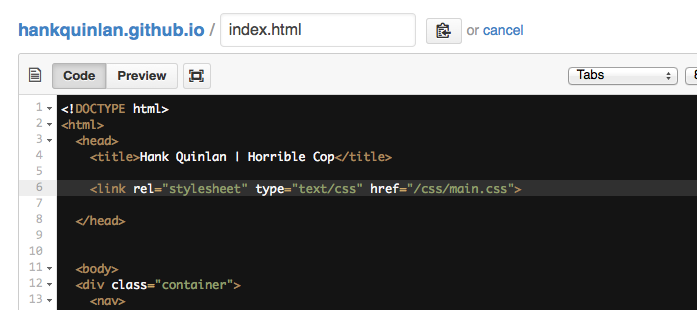 hankquinlan.github.io / index.html or cancel
Code Preview Tabs
1 <!DOCTYPE html>
2 <html>
3 <head>
4 <title>Hank Quinlan | Horrible Cop</title>
5
6 <link rel="stylesheet" type="text/css" href="/css/main.css">
7
8 </head>
9
10
11 <body>
12 <div class="container">
13 <nav>